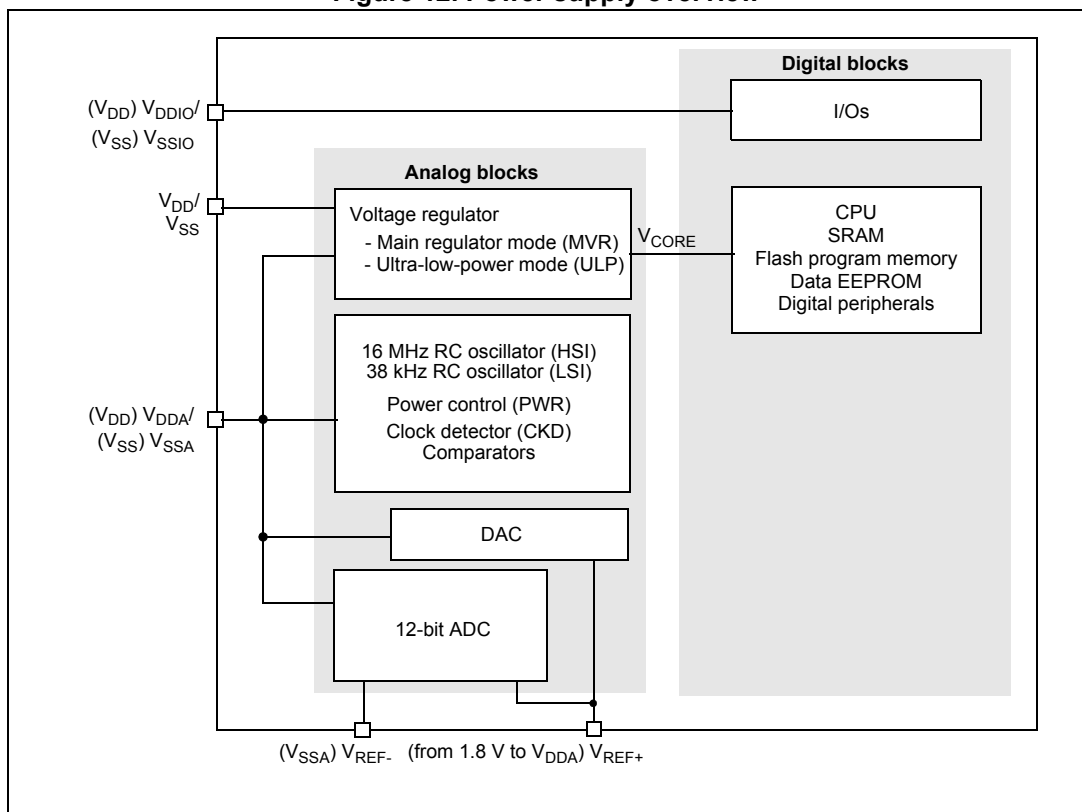 Figure 12. Power supply overview
Digital blocks
I/Os
(VDD) VDDIO/
(VSS) VSSIO
Analog blocks
VDD/
VSS
Voltage regulator
- Main regulator mode (MVR)
- Ultra-low-power mode (ULP)
VCORE
CPU
SRAM
Flash program memory
Data EEPROM
Digital peripherals
16 MHz RC oscillator (HSI)
38 kHz RC oscillator (LSI)
Power control (PWR)
Clock detector (CKD)
Comparators
(VDD) VDDA/
(VSS) VSSA
DAC
12-bit ADC
(VSSA) VREF- (from 1.8 V to VDDA) VREF+